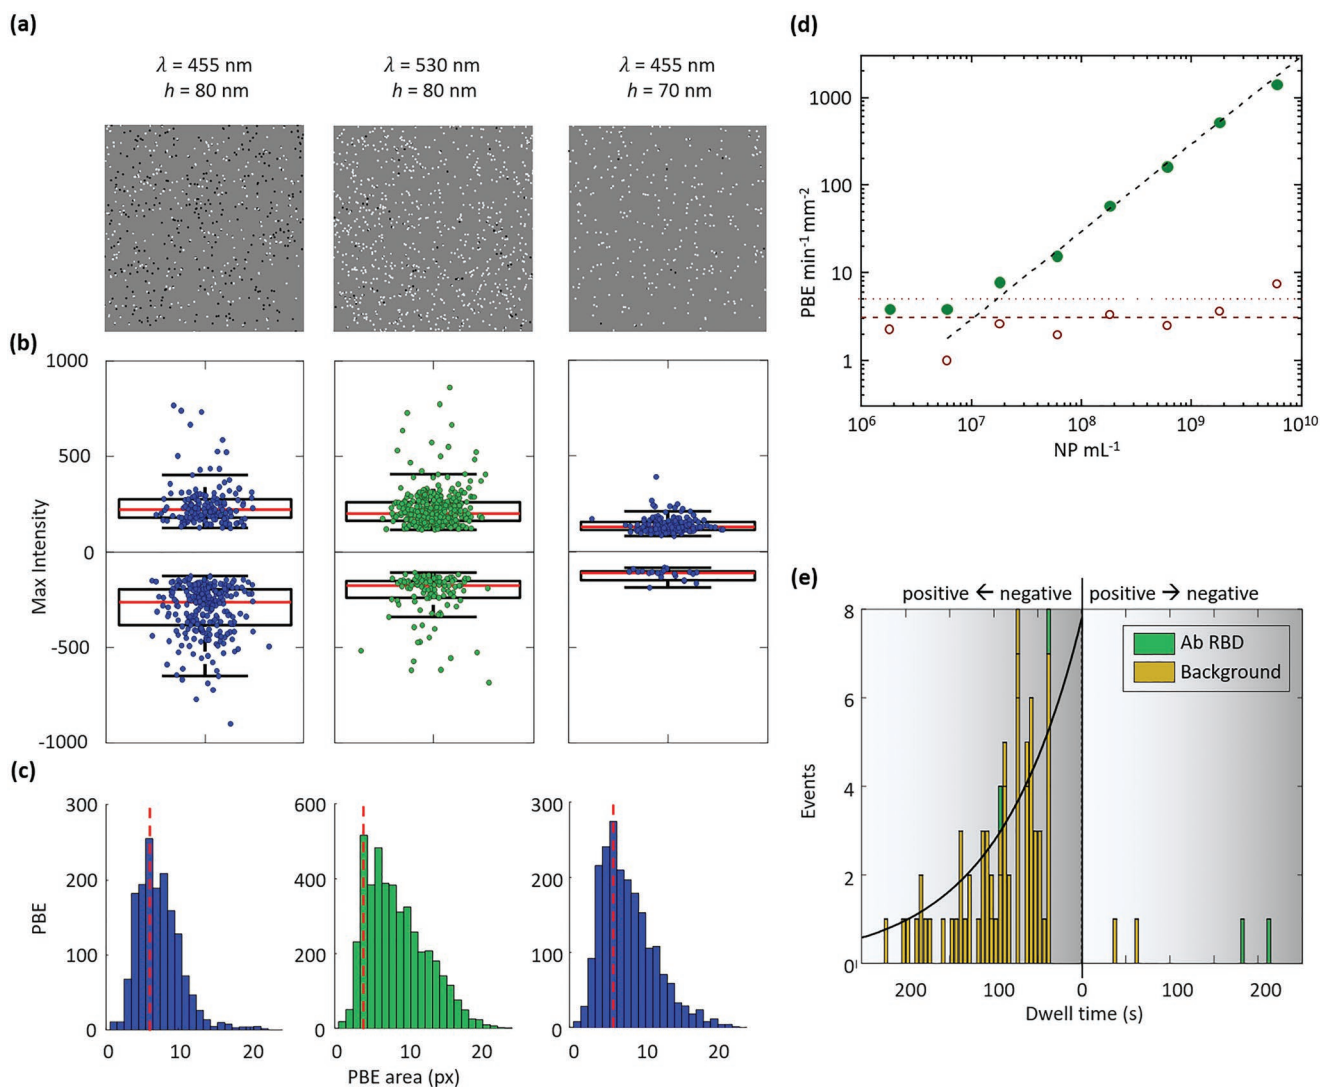 (a)
λ = 455 nm
h = 80 nm
λ = 530 nm
h = 80 nm
λ = 455 nm
h = 70 nm
(b)
1000
500
0
-500
-1000
Max Intensity
(c)
300
200
100
0
PBE
0 10 20
600
400
200
0
0 10 20
300
200
100
0
0 10 20
PBE area (px)
(d)
1000
100
10
1
PBE min⁻¹ mm⁻²
10⁶ 10⁷ 10⁸ 10⁹ 10¹⁰
NP mL⁻¹
(e)
positive ← negative positive → negative
8
6
4
2
0
Events
Ab RBD
Background
200 100 0 100 200
Dwell time (s)